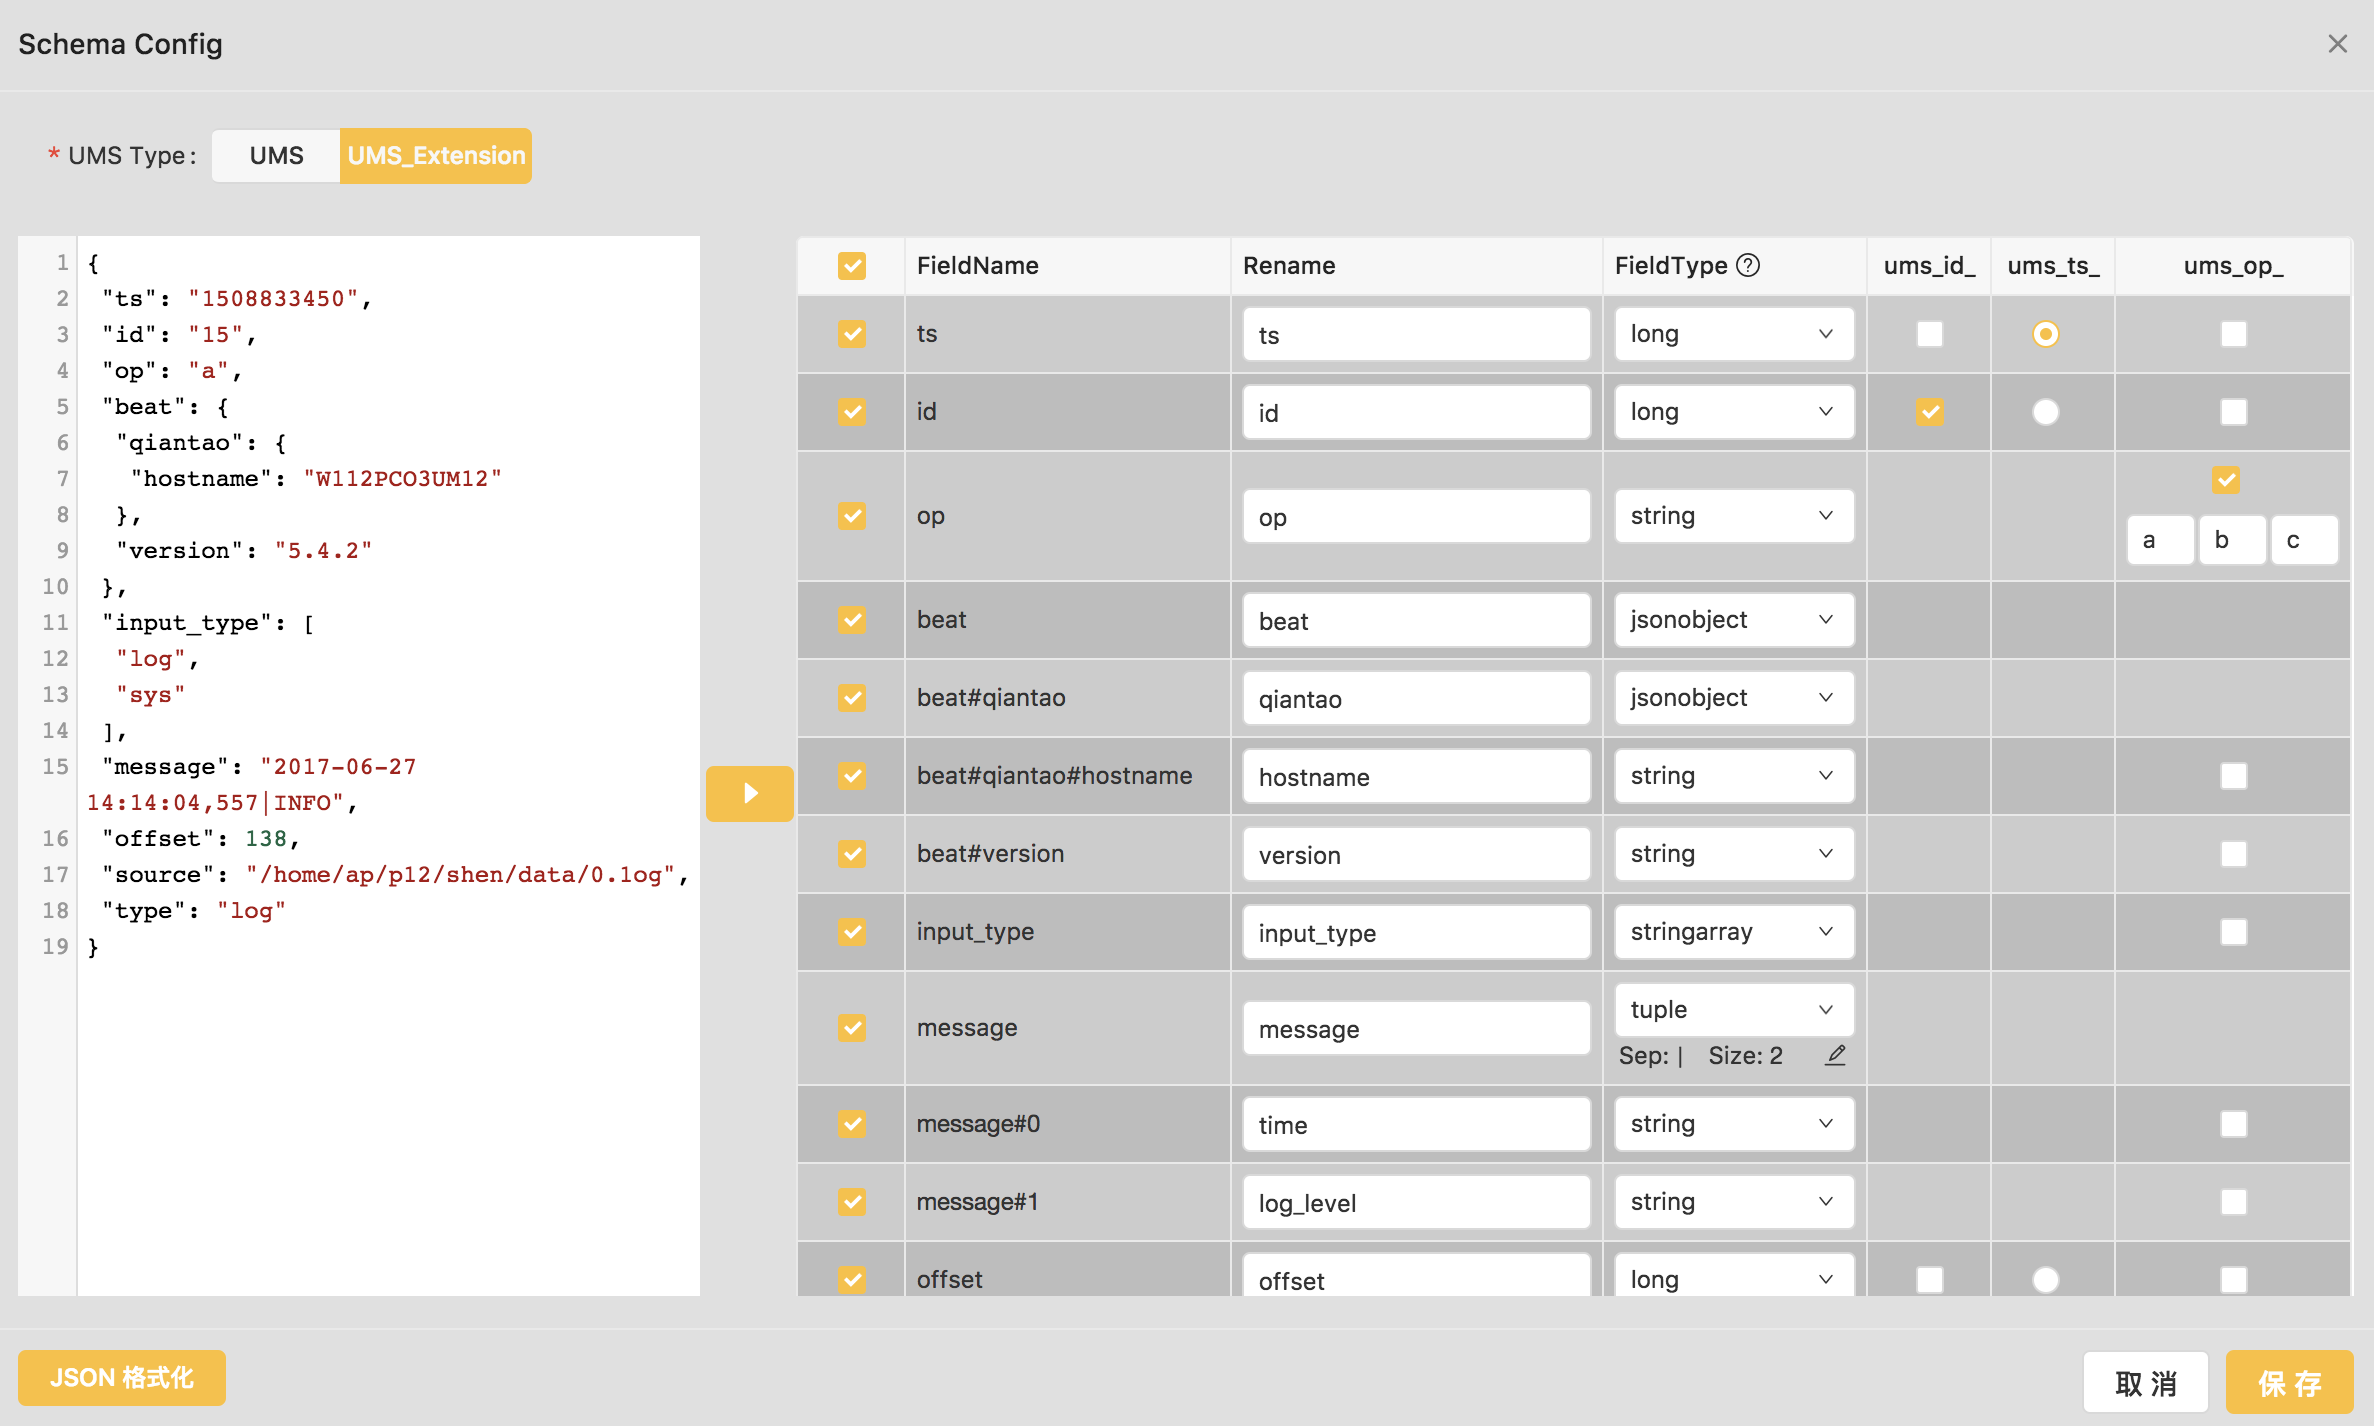 Schema Config
* UMS Type: UMS UMS_Extension
1 {
2 "ts": "1508833450",
3 "id": "15",
4 "op": "a",
5 "beat": {
6 "qiantao": {
7 "hostname": "W112PCO3UM12"
8 },
9 "version": "5.4.2"
10 },
11 "input_type": [
12 "log",
13 "sys"
14 ],
15 "message": "2017-06-27
14:14:04,557|INFO",
16 "offset": 138,
17 "source": "/home/ap/p12/shen/data/0.1og",
18 "type": "log"
19 }
FieldName Rename FieldType ? ums_id_ ums_ts_ ums_op_
ts ts long
id id long
op op string a b c
beat beat jsonobject
beat#qiantao qiantao jsonobject
beat#qiantao#hostname hostname string
beat#version version string
input_type input_type stringarray
message message tuple
Sep: | Size: 2
message#0 time string
message#1 log_level string
offset offset long
JSON 格式化 取消 保存